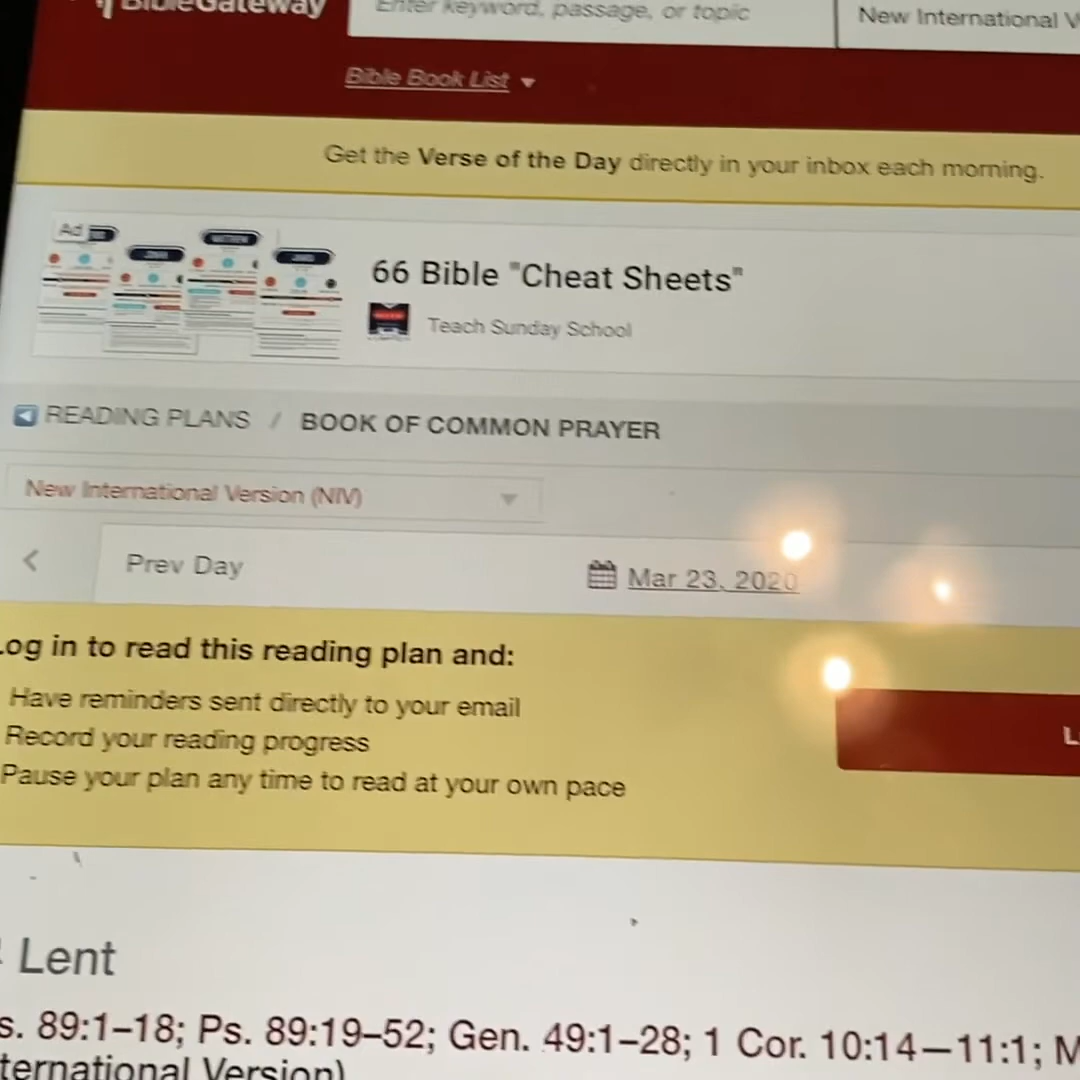 BibleGateway
Enter keyword, passage, or topic
New International V
Bible Book List
Get the Verse of the Day directly in your inbox each morning.
Ad
66 Bible "Cheat Sheets"
Teach Sunday School
READING PLANS / BOOK OF COMMON PRAYER
New International Version (NIV)
Prev Day
Mar 23, 2020
Log in to read this reading plan and:
L
Have reminders sent directly to your email
Record your reading progress
Pause your plan any time to read at your own pace
Lent
s. 89:1–18; Ps. 89:19–52; Gen. 49:1–28; 1 Cor. 10:14—11:1; M
ternational Version)